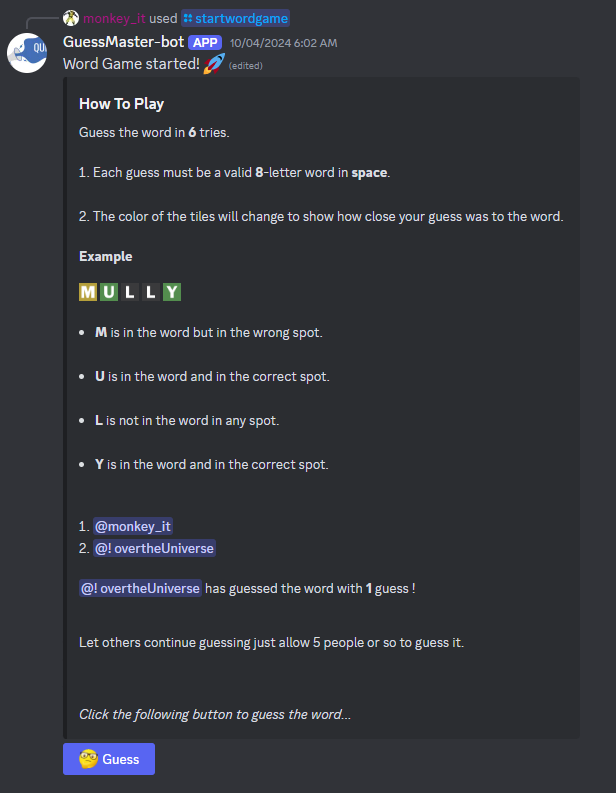 monkey_it used startwordgame
GuessMaster-bot APP 10/04/2024 6:02 AM
Word Game started! 🚀 (edited)
How To Play
Guess the word in 6 tries.
1. Each guess must be a valid 8-letter word in space.
2. The color of the tiles will change to show how close your guess was to the word.
Example
M U L L Y
• M is in the word but in the wrong spot.
• U is in the word and in the correct spot.
• L is not in the word in any spot.
• Y is in the word and in the correct spot.
1. @monkey_it
2. @! overtheUniverse
@! overtheUniverse has guessed the word with 1 guess !
Let others continue guessing just allow 5 people or so to guess it.
Click the following button to guess the word...
🧐 Guess